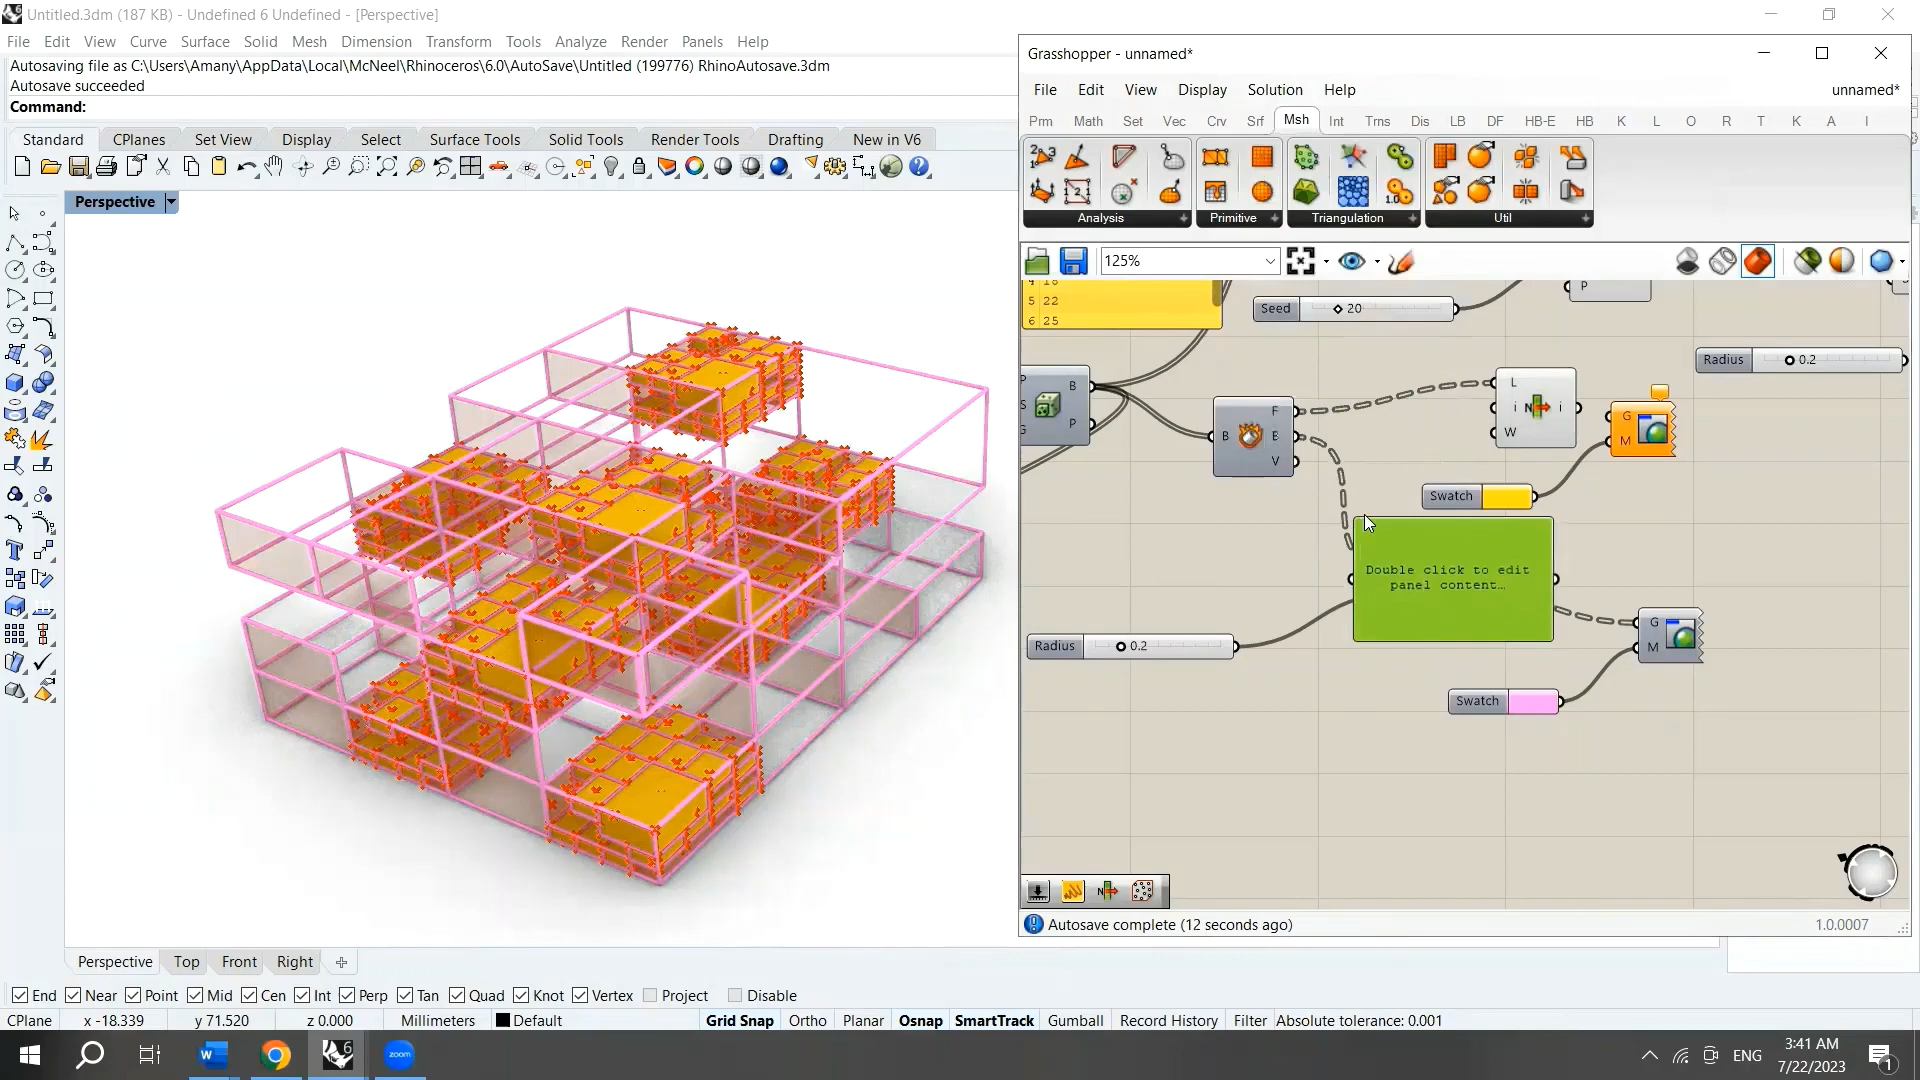 Untitled.3dm (187 KB) - Undefined 6 Undefined - [Perspective]
File Edit View Curve Surface Solid Mesh Dimension Transform Tools Analyze Render Panels Help
Autosaving file as C:\Users\Amany\AppData\Local\McNeel\Rhinoceros\6.0\AutoSave\Untitled (199776) RhinoAutosave.3dm
Autosave succeeded
Command:
Standard CPlanes Set View Display Select Surface Tools Solid Tools Mesh Tools Render Tools Drafting New in V6
Perspective
Grasshopper - unnamed*
File Edit View Display Solution Help unnamed*
Prm Math Set Vec Crv Srf Msh Int Trns Dis LB DF HB-E HB K L O R T K A I
Analysis Primitive Triangulation Util
125%
4 18
5 22
6 25
Seed 20
P
Radius 0.2
P B
S
G P
B F
E
V
L
i N i
W
G
M
Swatch
Double click to edit
panel content...
Radius 0.2
G
M
Swatch
Autosave complete (12 seconds ago) 1.0.0007
Perspective Top Front Right
End Near Point Mid Cen Int Perp Tan Quad Knot Vertex Project Disable
CPlane x -18.339 y 71.520 z 0.000 Millimeters Default Grid Snap Ortho Planar Osnap SmartTrack Gumball Record History Filter Absolute tolerance: 0.001
W 6 zoom ENG 3:41 AM
7/22/2023 1